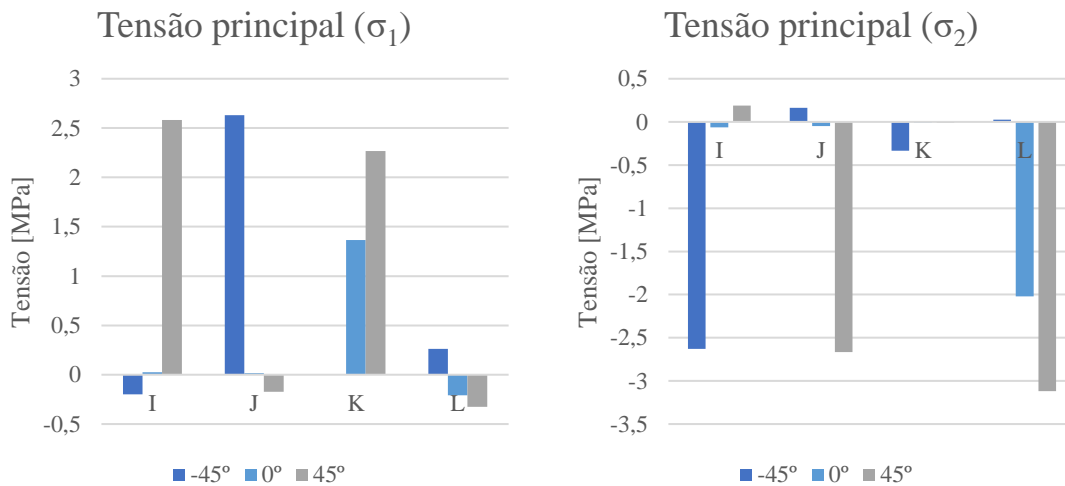 Tensão principal (σ₁)
3
2,5
2
1,5
1
0,5
0
-0,5
Tensão [MPa]
I J K L
-45º 0º 45º
Tensão principal (σ₂)
0,5
0
-0,5
-1
-1,5
-2
-2,5
-3
-3,5
Tensão [MPa]
I J K L
-45º 0º 45º